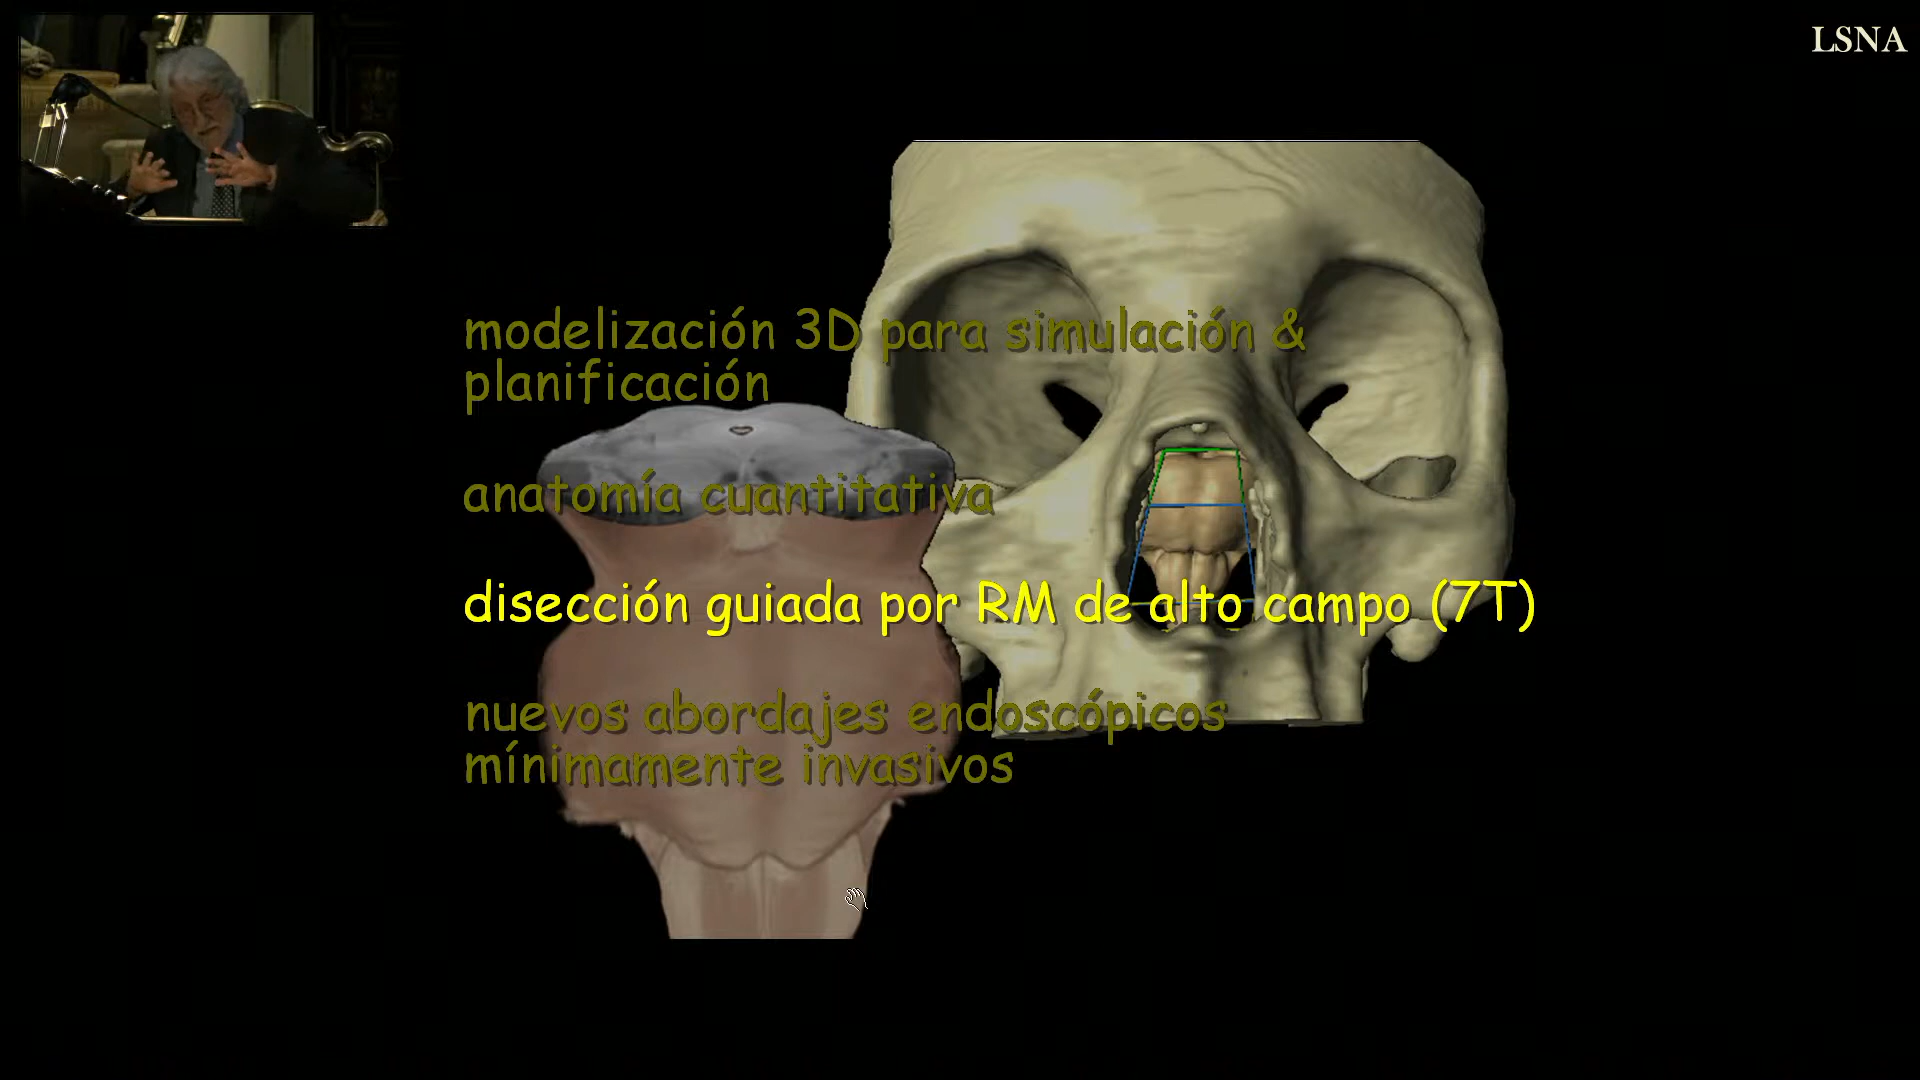 LSNA
modelización 3D para simulación &
planificación
anatomía cuantitativa
disección guiada por RM de alto campo (7T)
nuevos abordajes endoscópicos
mínimamente invasivos